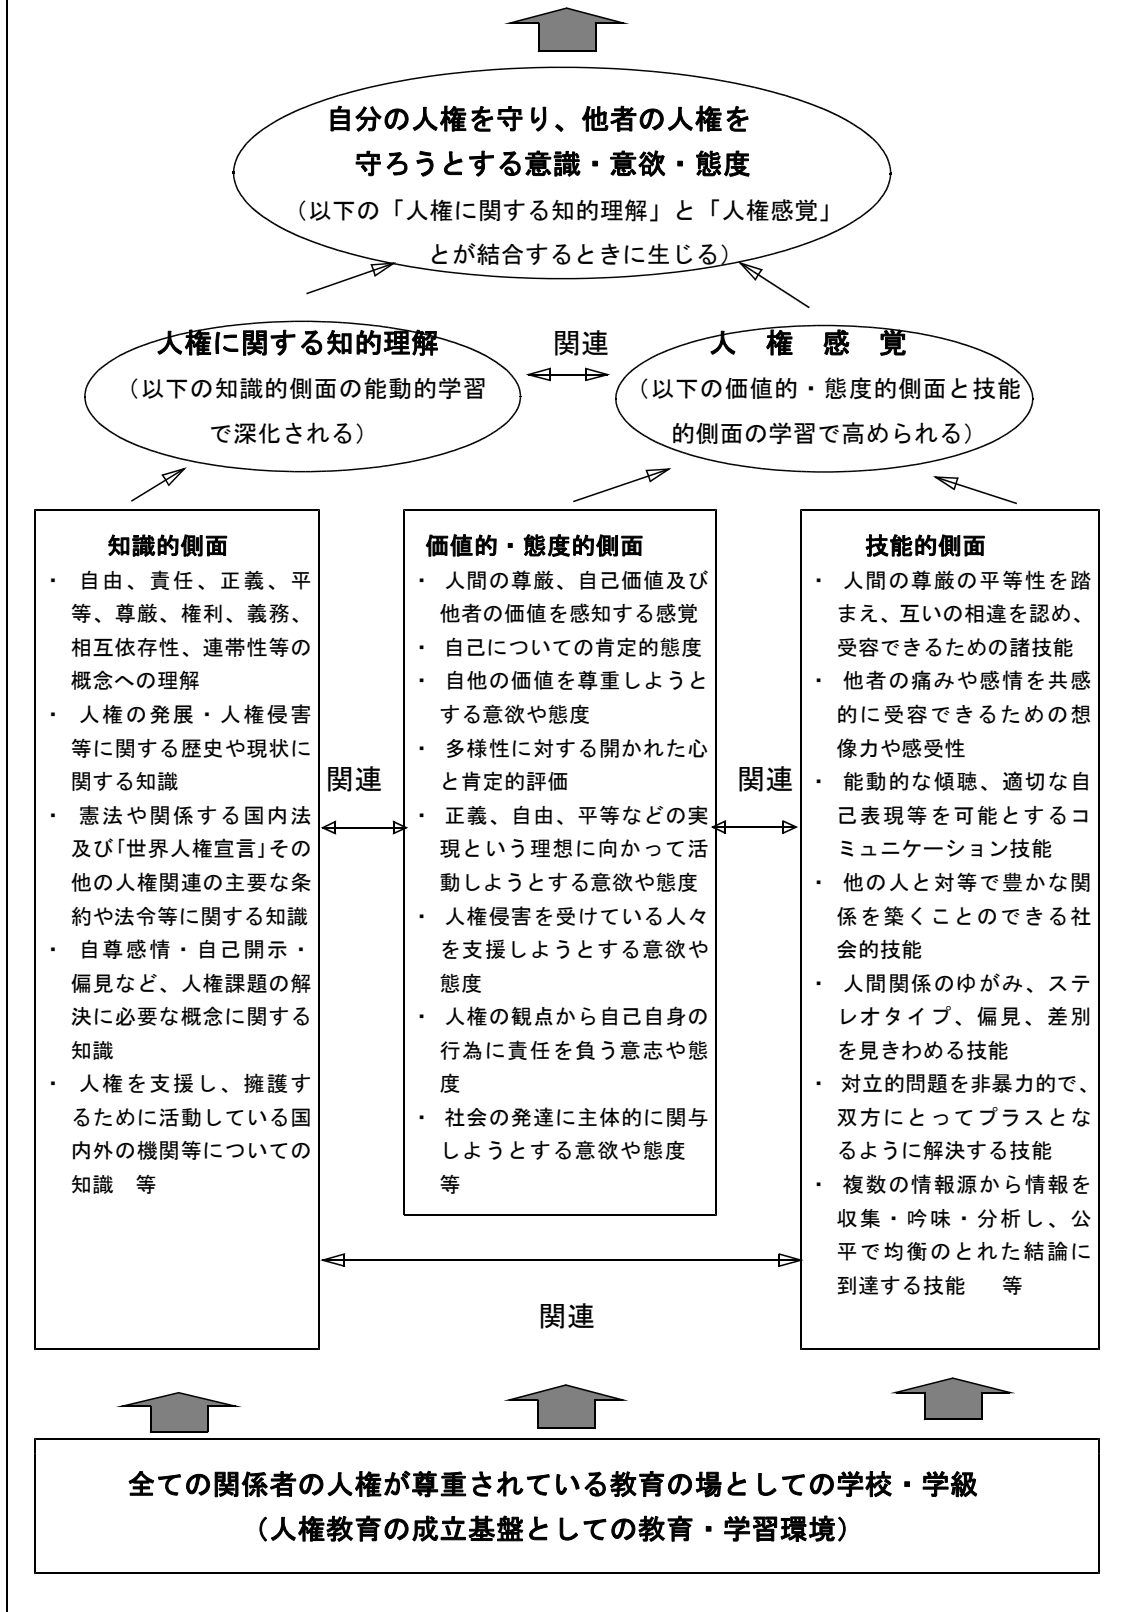 自分の人権を守り、他者の人権を
守ろうとする意識・意欲・態度
（以下の「人権に関する知的理解」と「人権感覚」
とが結合するときに生じる）
人権に関する知的理解
（以下の知識的側面の能動的学習
で深化される）
関連
人　権　感　覚
（以下の価値的・態度的側面と技能
的側面の学習で高められる）
知識的側面
・　自由、責任、正義、平
等、尊厳、権利、義務、
相互依存性、連帯性等の
概念への理解
・　人権の発展・人権侵害
等に関する歴史や現状に
関する知識
・　憲法や関係する国内法
及び「世界人権宣言」その
他の人権関連の主要な条
約や法令等に関する知識
・　自尊感情・自己開示・
偏見など、人権課題の解
決に必要な概念に関する
知識
・　人権を支援し、擁護す
るために活動している国
内外の機関等についての
知識　等
関連
価値的・態度的側面
・　人間の尊厳、自己価値及び
他者の価値を感知する感覚
・　自己についての肯定的態度
・　自他の価値を尊重しようと
する意欲や態度
・　多様性に対する開かれた心
と肯定的評価
・　正義、自由、平等などの実
現という理想に向かって活
動しようとする意欲や態度
・　人権侵害を受けている人々
を支援しようとする意欲や
態度
・　人権の観点から自己自身の
行為に責任を負う意志や態
度
・　社会の発達に主体的に関与
しようとする意欲や態度
等
関連
技能的側面
・　人間の尊厳の平等性を踏
まえ、互いの相違を認め、
受容できるための諸技能
・　他者の痛みや感情を共感
的に受容できるための想
像力や感受性
・　能動的な傾聴、適切な自
己表現等を可能とするコ
ミュニケーション技能
・　他の人と対等で豊かな関
係を築くことのできる社
会的技能
・　人間関係のゆがみ、ステ
レオタイプ、偏見、差別
を見きわめる技能
・　対立的問題を非暴力的で、
双方にとってプラスとな
るように解決する技能
・　複数の情報源から情報を
収集・吟味・分析し、公
平で均衡のとれた結論に
到達する技能　等
関連
全ての関係者の人権が尊重されている教育の場としての学校・学級
（人権教育の成立基盤としての教育・学習環境）